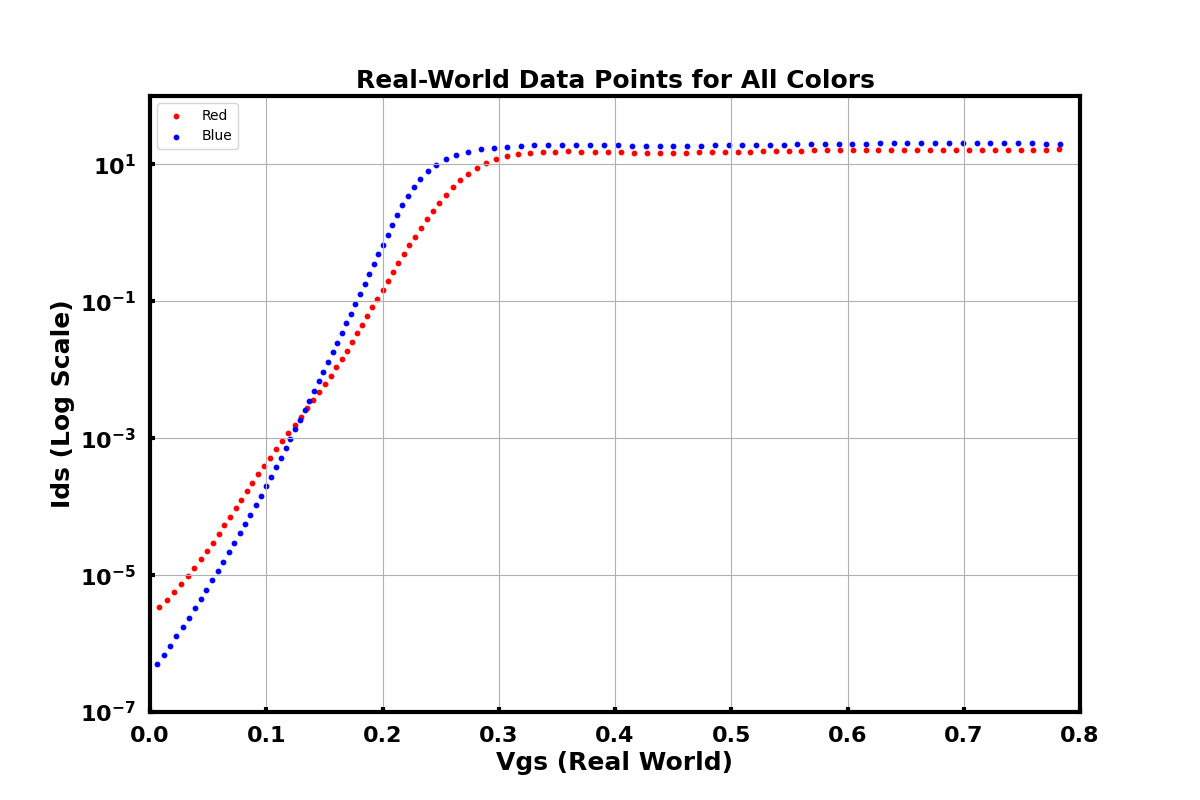 Real-World Data Points for All Colors
Red
Blue
Ids (Log Scale)
10¹
10⁻¹
10⁻³
10⁻⁵
10⁻⁷
0.0 0.1 0.2 0.3 0.4 0.5 0.6 0.7 0.8
Vgs (Real World)